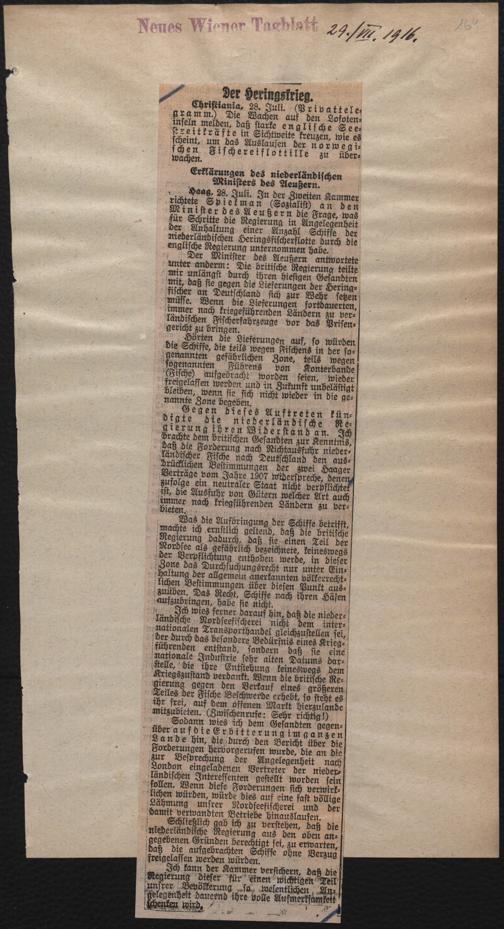 Neues Wiener Tagblatt 29./VII. 1916.
Der Heringskrieg.
Christiania, 28. Juli. (Privattele-
gramm.) Die Wachen auf den Lofoten-
inseln melden, daß starke englische See-
streitkräfte in Sichtweite kreuzen, wie es
scheint, um das Auslaufen der norwegi-
schen Fischereiflottille zu über-
wachen.
Erklärungen des niederländischen
Ministers des Aeußern.
Haag, 28. Juli. In der Zweiten Kammer
richtete Spielman (Sozialist) an den
Minister des Aeußern die Frage, was
für Schritte die Regierung in Angelegenheit
der Anhaltung einer Anzahl Schiffe der
niederländischen Heringsfischerflotte durch die
englische Regierung unternommen habe.
Der Minister des Aeußern antwortete
unter anderm: Die britische Regierung teilte
mir unlängst durch ihren hiesigen Gesandten
mit, daß sie gegen die Lieferungen der Hering-
fischer an Deutschland sich zur Wehr setzen
müsse. Wenn die Lieferungen fortdauerten,
immer nach kriegführenden Ländern zu ver-
ländischen Fischerfahrzeuge vor das Prisen-
gericht zu bringen.
Hörten die Lieferungen auf, so würden
die Schiffe, die teils wegen Fischens in der so-
genannten gefährlichen Zone, teils wegen
sogenannten Führens von Konterbande
(Fische) aufgebracht worden seien, wieder
freigelassen werden und in Zukunft unbelästigt
bleiben, wenn sie sich nicht wieder in die ge-
nannte Zone begeben.
Gegen dieses Auftreten kün-
digte die niederländische Re-
gierung ihren Widerstand an. Ich
brachte dem britischen Gesandten zur Kenntnis,
daß die Forderung nach Nichtausfuhr nieder-
ländischer Fische nach Deutschland den aus-
drücklichen Bestimmungen der zwei Haager
Verträge vom Jahre 1907 widerspreche, denen
zufolge ein neutraler Staat nicht verpflichtet
ist, die Ausfuhr von Gütern welcher Art auch
immer nach kriegführenden Ländern zu ver-
bieten.
Was die Aufbringung der Schiffe betrifft,
machte ich ernstlich geltend, daß die britische
Regierung dadurch, daß sie einen Teil der
Nordsee als gefährlich bezeichnete, keineswegs
der Verpflichtung enthoben werde, in dieser
Zone das Durchsuchungsrecht nur unter Ein-
haltung der allgemein anerkannten völkerrecht-
lichen Bestimmungen über diesen Punkt aus-
zuüben. Das Recht, Schiffe nach ihren Häfen
aufzubringen, habe sie nicht.
Ich wies ferner darauf hin, daß die nieder-
ländische Nordseefischerei nicht dem inter-
nationalen Transporthandel gleichzustellen sei,
der durch das besondere Bedürfnis eines Krieg-
führenden entstand, sondern daß sie eine
nationale Industrie sehr alten Datums dar-
stelle, die ihre Entstehung keineswegs dem
Kriegszustand verdankt. Wenn die britische Re-
gierung gegen den Verkauf eines größeren
Teiles der Fische Beschwerde erhebt, so steht es
ihr frei, auf dem offenen Markt hierzulande
mitzubieten. (Zwischenrufe: Sehr richtig!)
Sodann wies ich dem Gesandten gegen-
über auf die Erbitterung im ganzen
Lande hin, die durch den Bericht über die
Forderungen hervorgerufen wurde, die an die
zur Besprechung der Angelegenheit nach
London eingeladenen Vertreter der nieder-
ländischen Interessenten gestellt worden sein
sollen. Wenn diese Forderungen sich verwirk-
lichen würden, würde dies auf eine fast völlige
Lähmung unsrer Nordseefischerei und der
damit verwandten Betriebe hinauslaufen.
Schließlich gab ich zu verstehen, daß die
niederländische Regierung aus den oben an-
gegebenen Gründen berechtigt sei, zu erwarten,
daß die aufgebrachten Schiffe ohne Verzug
freigelassen werden würden.
Ich kann der Kammer versichern, daß die
Regierung dieser für einen wichtigen Teil
unsrer Bevölkerung so wesentlichen An-
gelegenheit dauernd ihre volle Aufmerksamkeit
schenken wird.